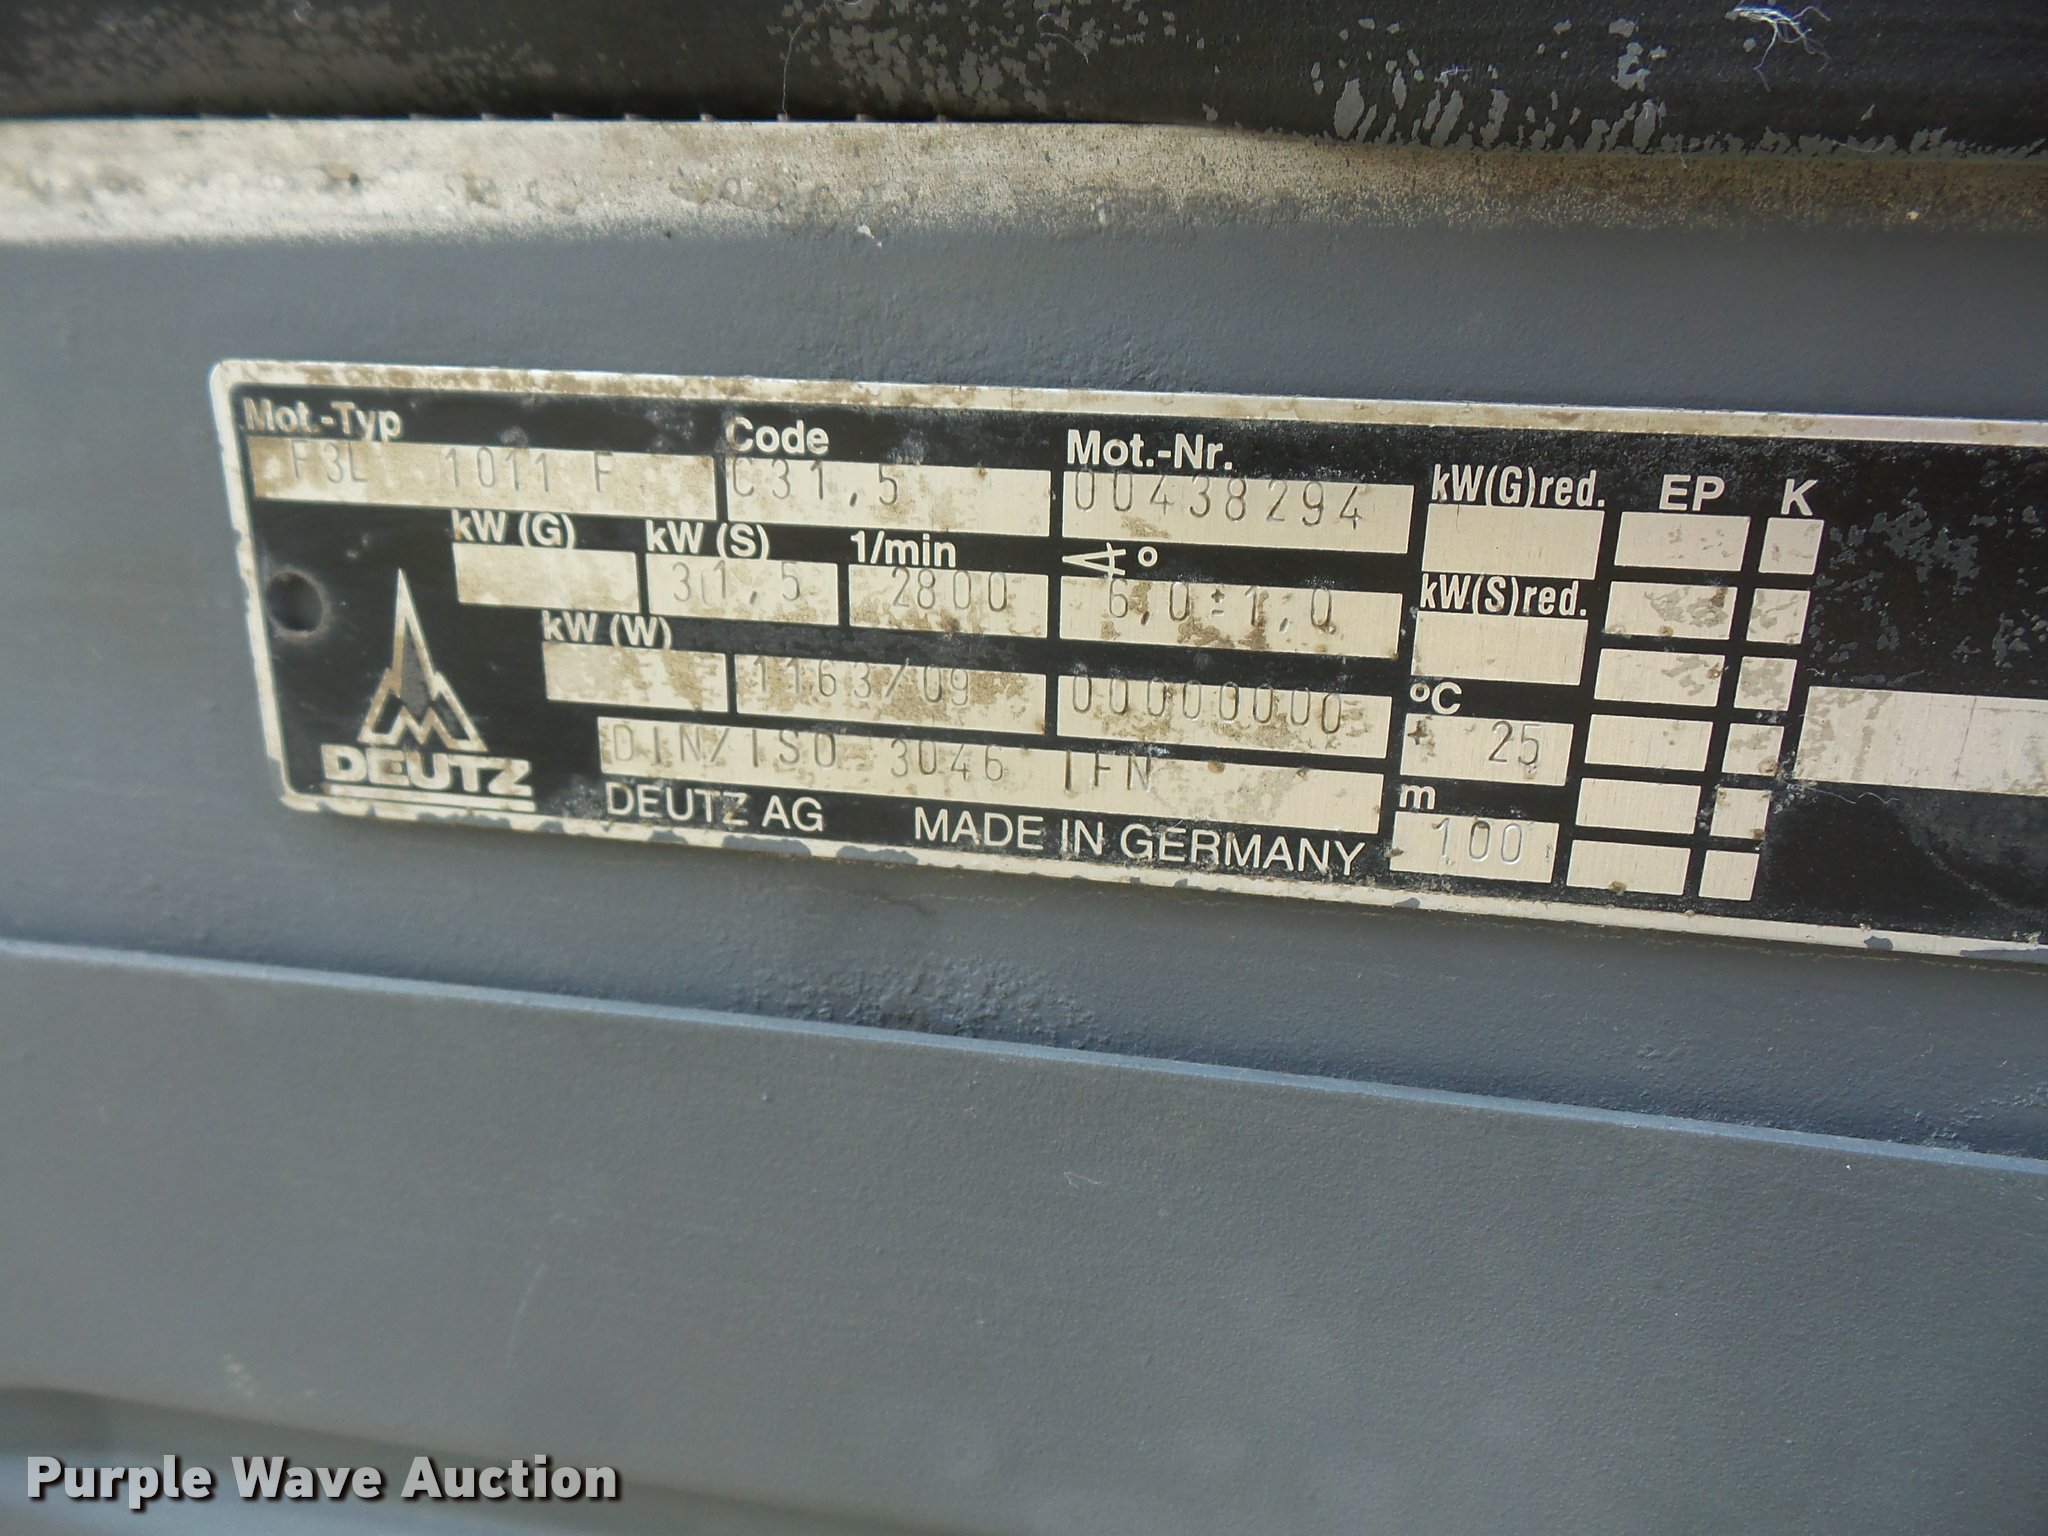 Mot.-Typ Code Mot.-Nr. kW(G)red. EP K
F3L 1011 F C31,5 00438294
kW (G) kW (S) 1/min ∢° kW(S)red.
31,5 2800 6,0±1,0
kW (W) °C
1163/09 00000000 + 25
DIN/ISO 3046 IFN m
DEUTZ
DEUTZ AG MADE IN GERMANY 100
Purple Wave Auction